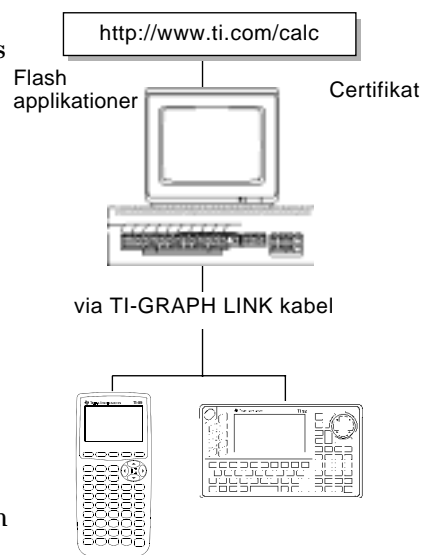 http://www.ti.com/calc
s
Flash
applikationer
Certifikat
via TI-GRAPH LINK kabel
n